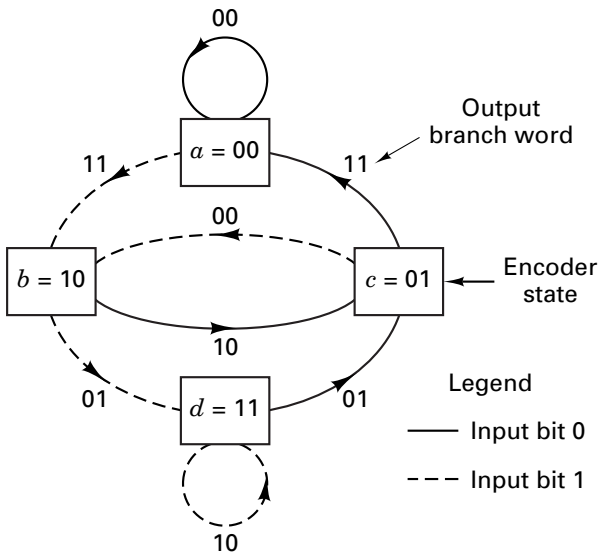 00
Output
branch word
a = 00
11
11
00
b = 10
c = 01
Encoder
state
10
d = 11
01
01
Legend
Input bit 0
Input bit 1
10